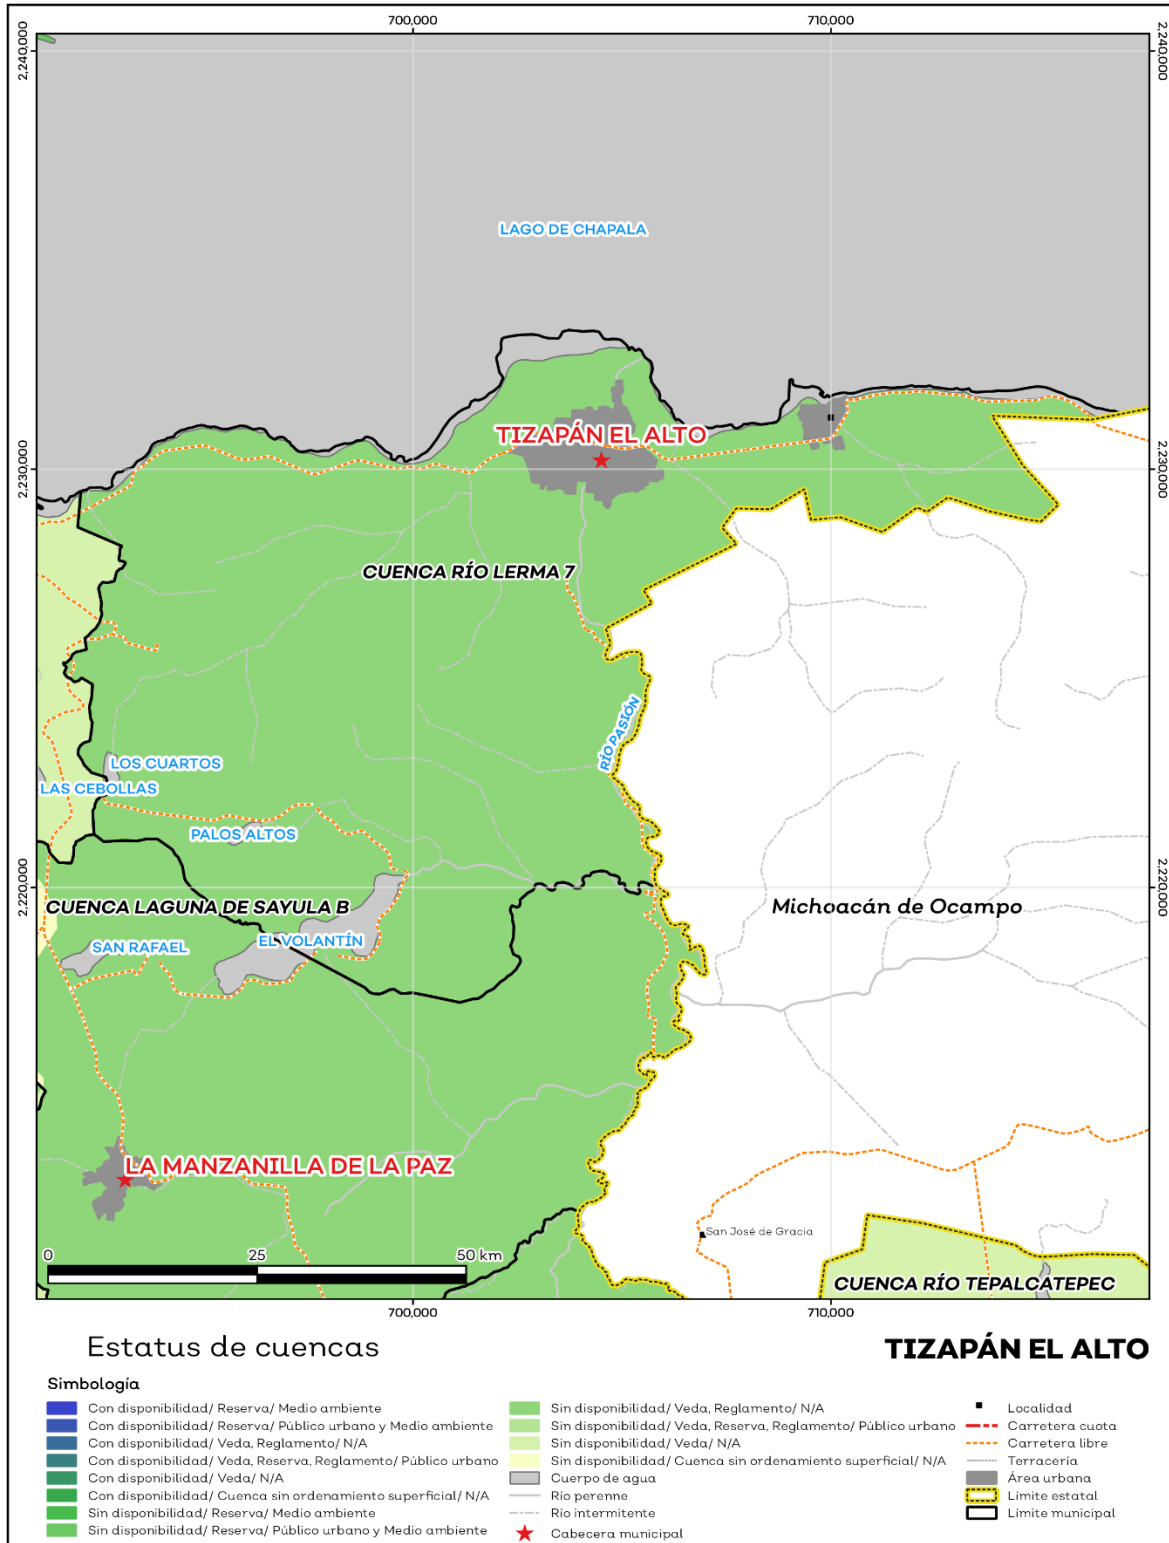 700,000
710,000
2,240,000
2,240,000
LAGO DE CHAPALA
TIZAPÁN EL ALTO
2,230,000
2,230,000
CUENCA RÍO LERMA 7
RÍO PASIÓN
LOS CUARTOS
LAS CEBOLLAS
PALOS ALTOS
2,220,000
2,220,000
CUENCA LAGUNA DE SAYULA B
Michoacán de Ocampo
SAN RAFAEL
EL VOLANTÍN
LA MANZANILLA DE LA PAZ
San José de Gracia
0 25 50 km
CUENCA RÍO TEPALCATEPEC
700,000
710,000
Estatus de cuencas
TIZAPÁN EL ALTO
Simbología
Con disponibilidad/ Reserva/ Medio ambiente
Con disponibilidad/ Reserva/ Público urbano y Medio ambiente
Con disponibilidad/ Veda, Reglamento/ N/A
Con disponibilidad/ Veda, Reserva, Reglamento/ Público urbano
Con disponibilidad/ Veda/ N/A
Con disponibilidad/ Cuenca sin ordenamiento superficial/ N/A
Sin disponibilidad/ Reserva/ Medio ambiente
Sin disponibilidad/ Reserva/ Público urbano y Medio ambiente
Sin disponibilidad/ Veda, Reglamento/ N/A
Sin disponibilidad/ Veda, Reserva, Reglamento/ Público urbano
Sin disponibilidad/ Veda/ N/A
Sin disponibilidad/ Cuenca sin ordenamiento superficial/ N/A
Cuerpo de agua
Río perenne
Río intermitente
Cabecera municipal
Localidad
Carretera cuota
Carretera libre
Terracería
Área urbana
Límite estatal
Límite municipal